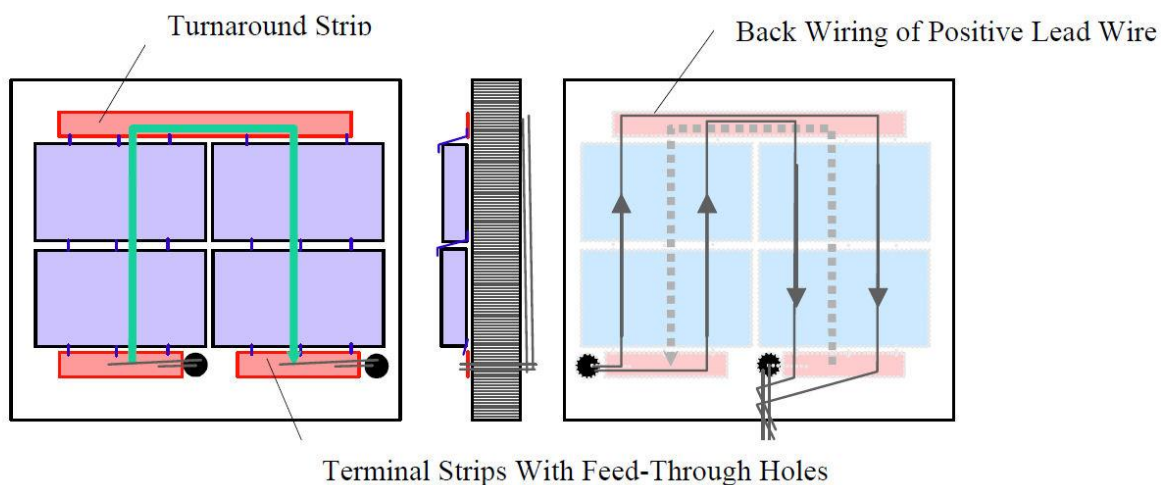 Turnaround Strip
Back Wiring of Positive Lead Wire
Terminal Strips With Feed-Through Holes